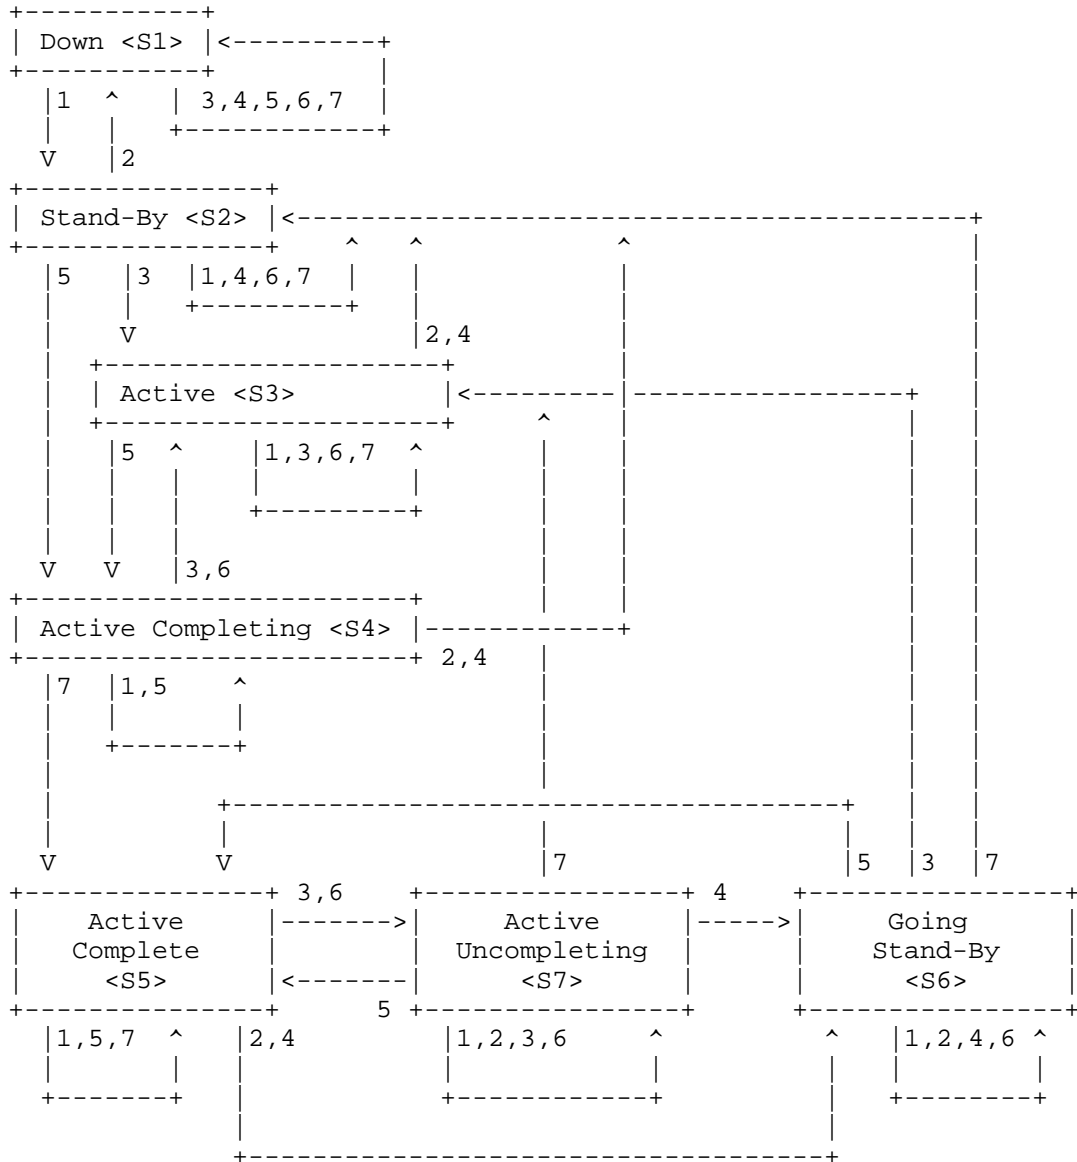 Down <S1>
1 3,4,5,6,7
2
Stand-By <S2>
5 3 1,4,6,7
2,4
Active <S3>
5 1,3,6,7
3,6
Active Completing <S4>
2,4
7 1,5
7 5 3 7
3,6 4
Active Active Going
Complete Uncompleting Stand-By
<S5> <S7> <S6>
5
1,5,7 2,4 1,2,3,6 1,2,4,6